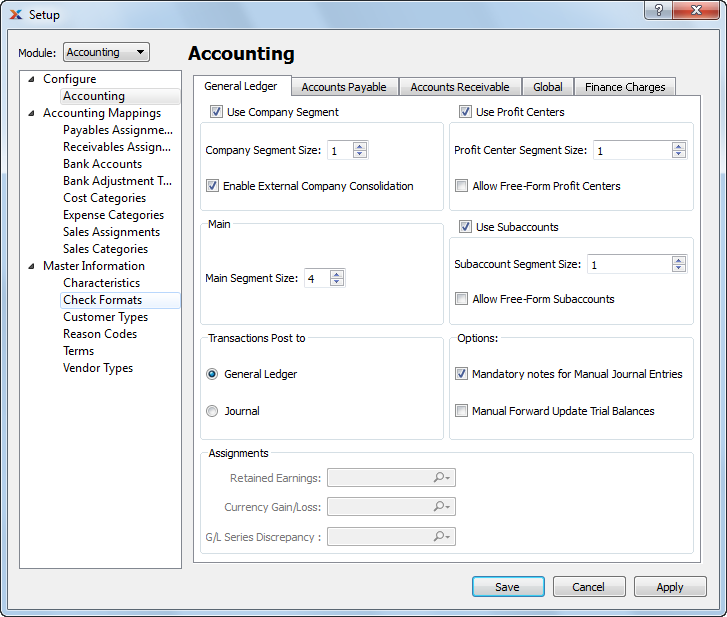 Setup
Module: Accounting
Configure
Accounting
Accounting Mappings
Payables Assignme...
Receivables Assign...
Bank Accounts
Bank Adjustment T...
Cost Categories
Expense Categories
Sales Assignments
Sales Categories
Master Information
Characteristics
Check Formats
Customer Types
Reason Codes
Terms
Vendor Types
Accounting
General Ledger Accounts Payable Accounts Receivable Global Finance Charges
Use Company Segment
Company Segment Size: 1
Enable External Company Consolidation
Use Profit Centers
Profit Center Segment Size: 1
Allow Free-Form Profit Centers
Main
Main Segment Size: 4
Use Subaccounts
Subaccount Segment Size: 1
Allow Free-Form Subaccounts
Transactions Post to
General Ledger
Journal
Options:
Mandatory notes for Manual Journal Entries
Manual Forward Update Trial Balances
Assignments
Retained Earnings:
Currency Gain/Loss:
G/L Series Discrepancy :
Save Cancel Apply